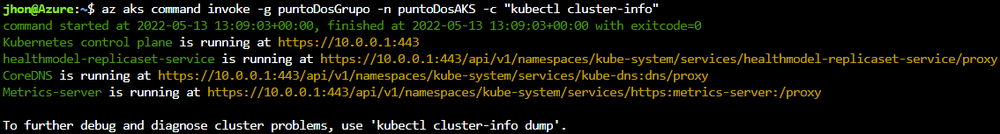 jhon@Azure:~$ az aks command invoke -g puntoDosGrupo -n puntoDosAKS -c "kubectl cluster-info"
command started at 2022-05-13 13:09:03+00:00, finished at 2022-05-13 13:09:03+00:00 with exitcode=0
Kubernetes control plane is running at https://10.0.0.1:443
healthmodel-replicaset-service is running at https://10.0.0.1:443/api/v1/namespaces/kube-system/services/healthmodel-replicaset-service/proxy
CoreDNS is running at https://10.0.0.1:443/api/v1/namespaces/kube-system/services/kube-dns:dns/proxy
Metrics-server is running at https://10.0.0.1:443/api/v1/namespaces/kube-system/services/https:metrics-server:/proxy
To further debug and diagnose cluster problems, use 'kubectl cluster-info dump'.